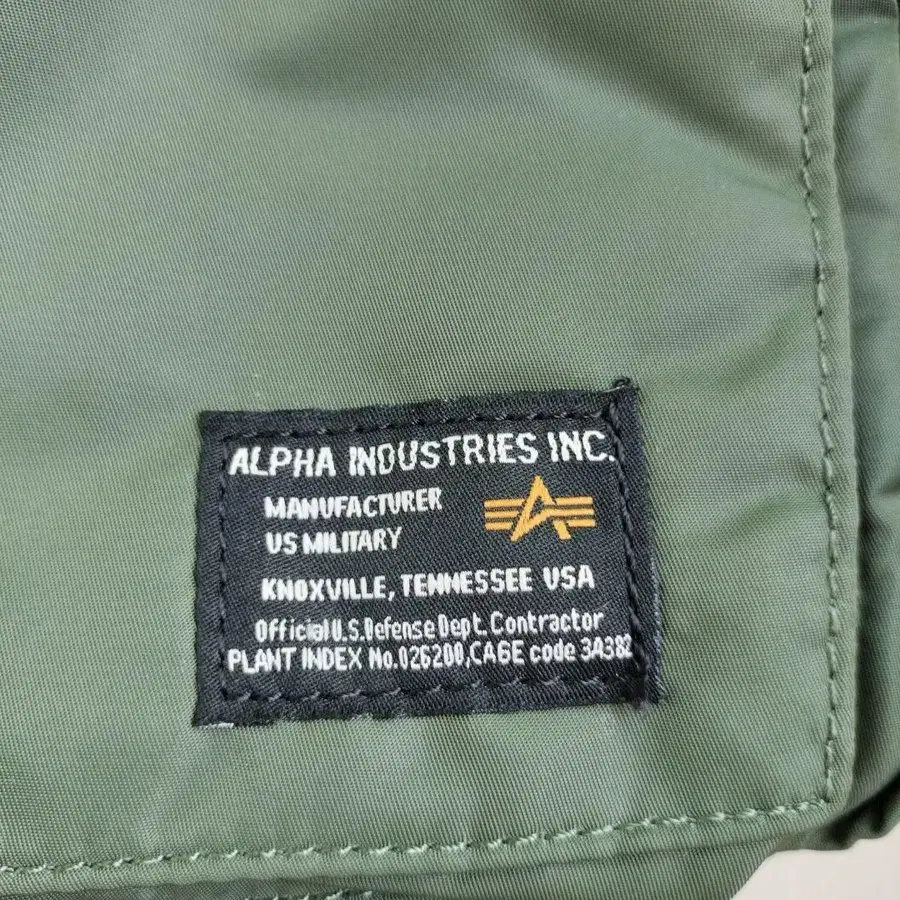 ALPHA INDUSTRIES INC.
MANUFACTURER
US MILITARY
KNOXVILLE, TENNESSEE USA
Official U.S. Defense Dept. Contractor
PLANT INDEX No.026200,CAGE code 3A382